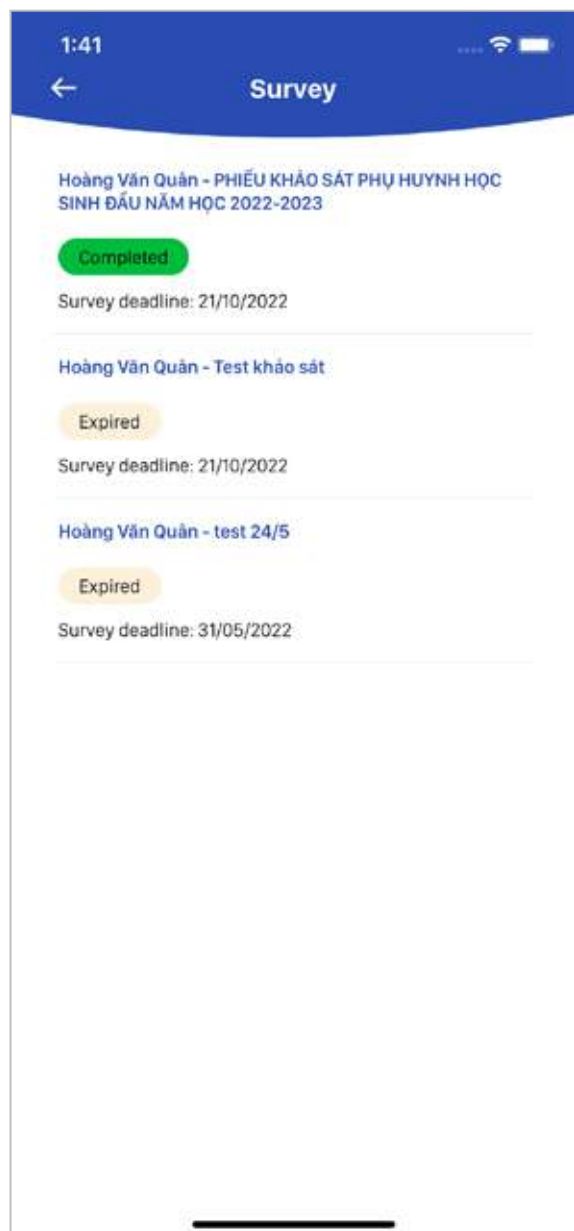 1:41
Survey
Hoàng Văn Quân - PHIẾU KHẢO SÁT PHỤ HUYNH HỌC
SINH ĐẦU NĂM HỌC 2022-2023
Completed
Survey deadline: 21/10/2022
Hoàng Văn Quân - Test khảo sát
Expired
Survey deadline: 21/10/2022
Hoàng Văn Quân - test 24/5
Expired
Survey deadline: 31/05/2022